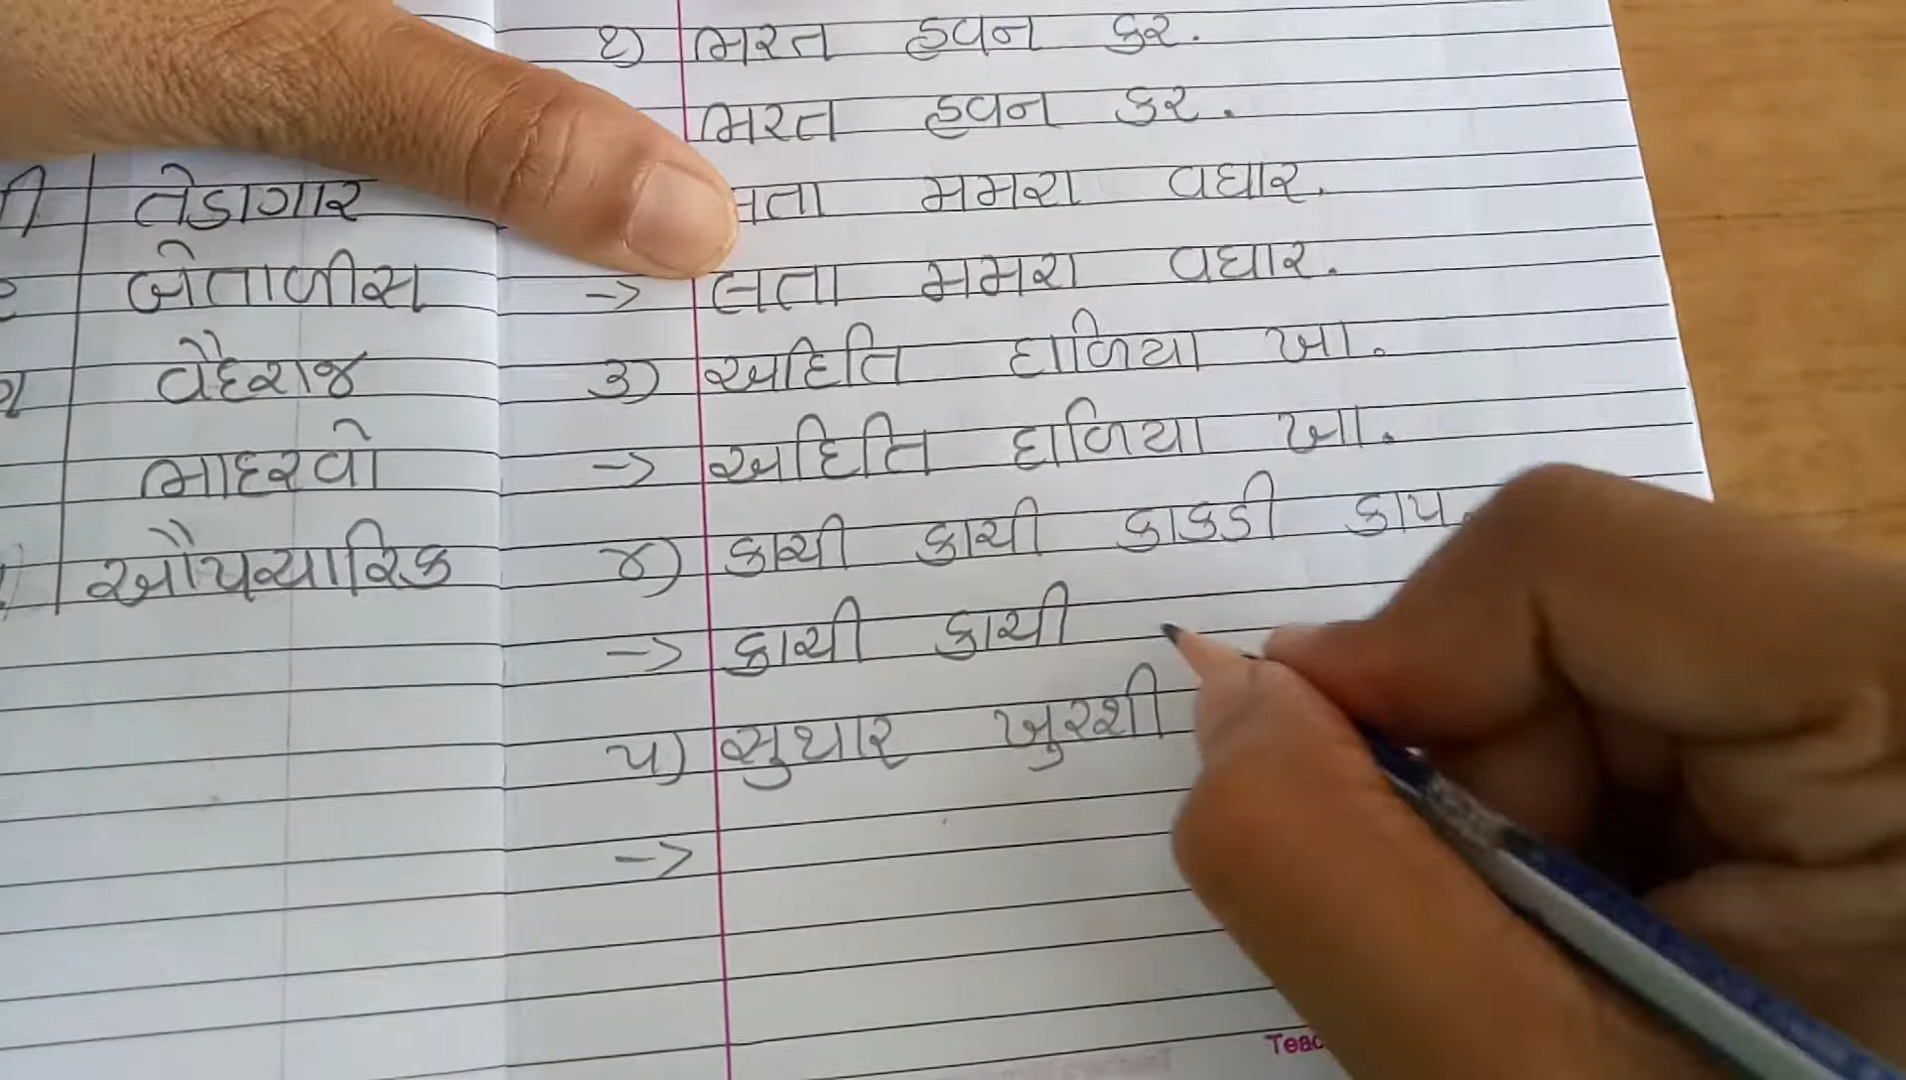 તેડાગાર
બેતાળીસ
વૈદરાજ
ભાદરવો
ઔપચારિક
૧) ભરત હવન કર.
ભરત હવન કર.
લતા મમરા વઘાર.
-> લતા મમરા વઘાર.
૩) અદિતિ દાળિયા ખા.
-> અદિતિ દાળિયા ખા.
૪) કાચી કાચી કાકડી કાપ.
-> કાચી કાચી
૫) સુથાર ખુરશી
->
Teac